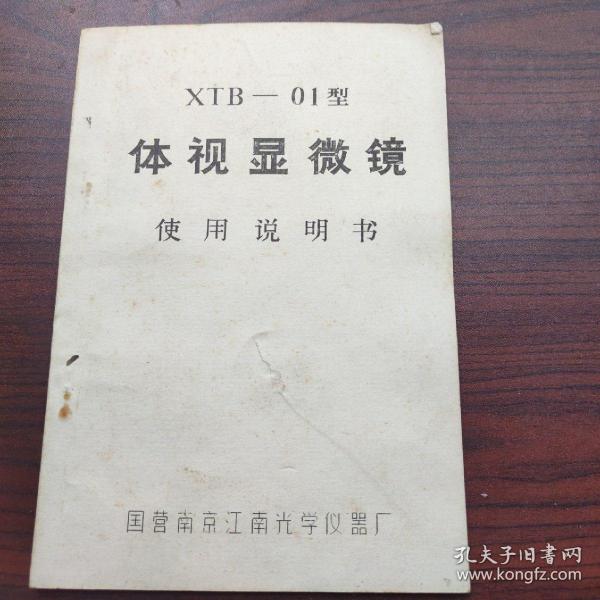 XTB — 01型
体视显微镜
使用说明书
国营南京江南光学仪器厂
孔夫子旧书网
www.kongfz.com